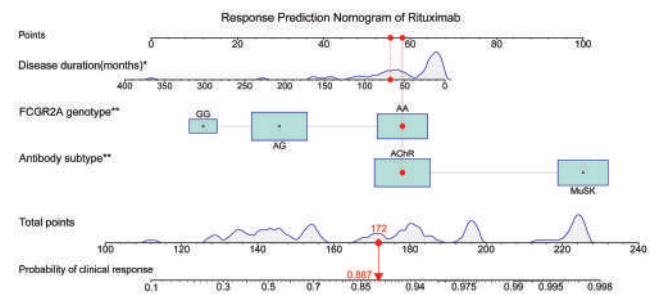 Response Prediction Nomogram of Rituximab
Points
0 20 40 60 80 100
Disease duration(months)*
400 350 300 250 200 150 100 50 0
FCGR2A genotype**
GG
AG
AA
Antibody subtype**
AChR
MuSK
Total points
172
100 120 140 160 180 200 220 240
Probability of clinical response
0.887
0.1 0.3 0.5 0.7 0.85 0.94 0.975 0.99 0.995 0.998